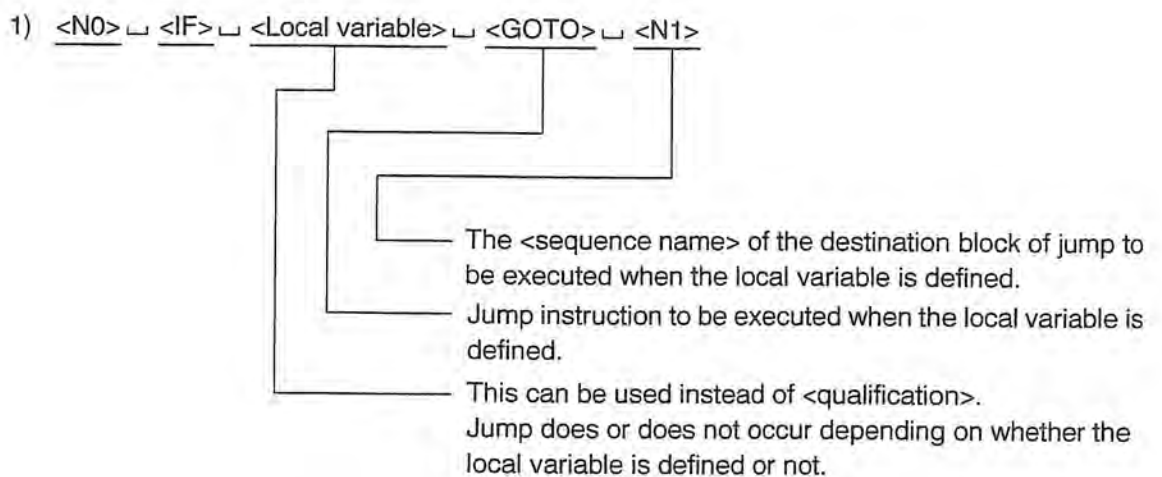 1) <N0>␣ <IF>␣ <Local variable>␣ <GOTO>␣ <N1>
The <sequence name> of the destination block of jump to
be executed when the local variable is defined.
Jump instruction to be executed when the local variable is
defined.
This can be used instead of <qualification>.
Jump does or does not occur depending on whether the
local variable is defined or not.